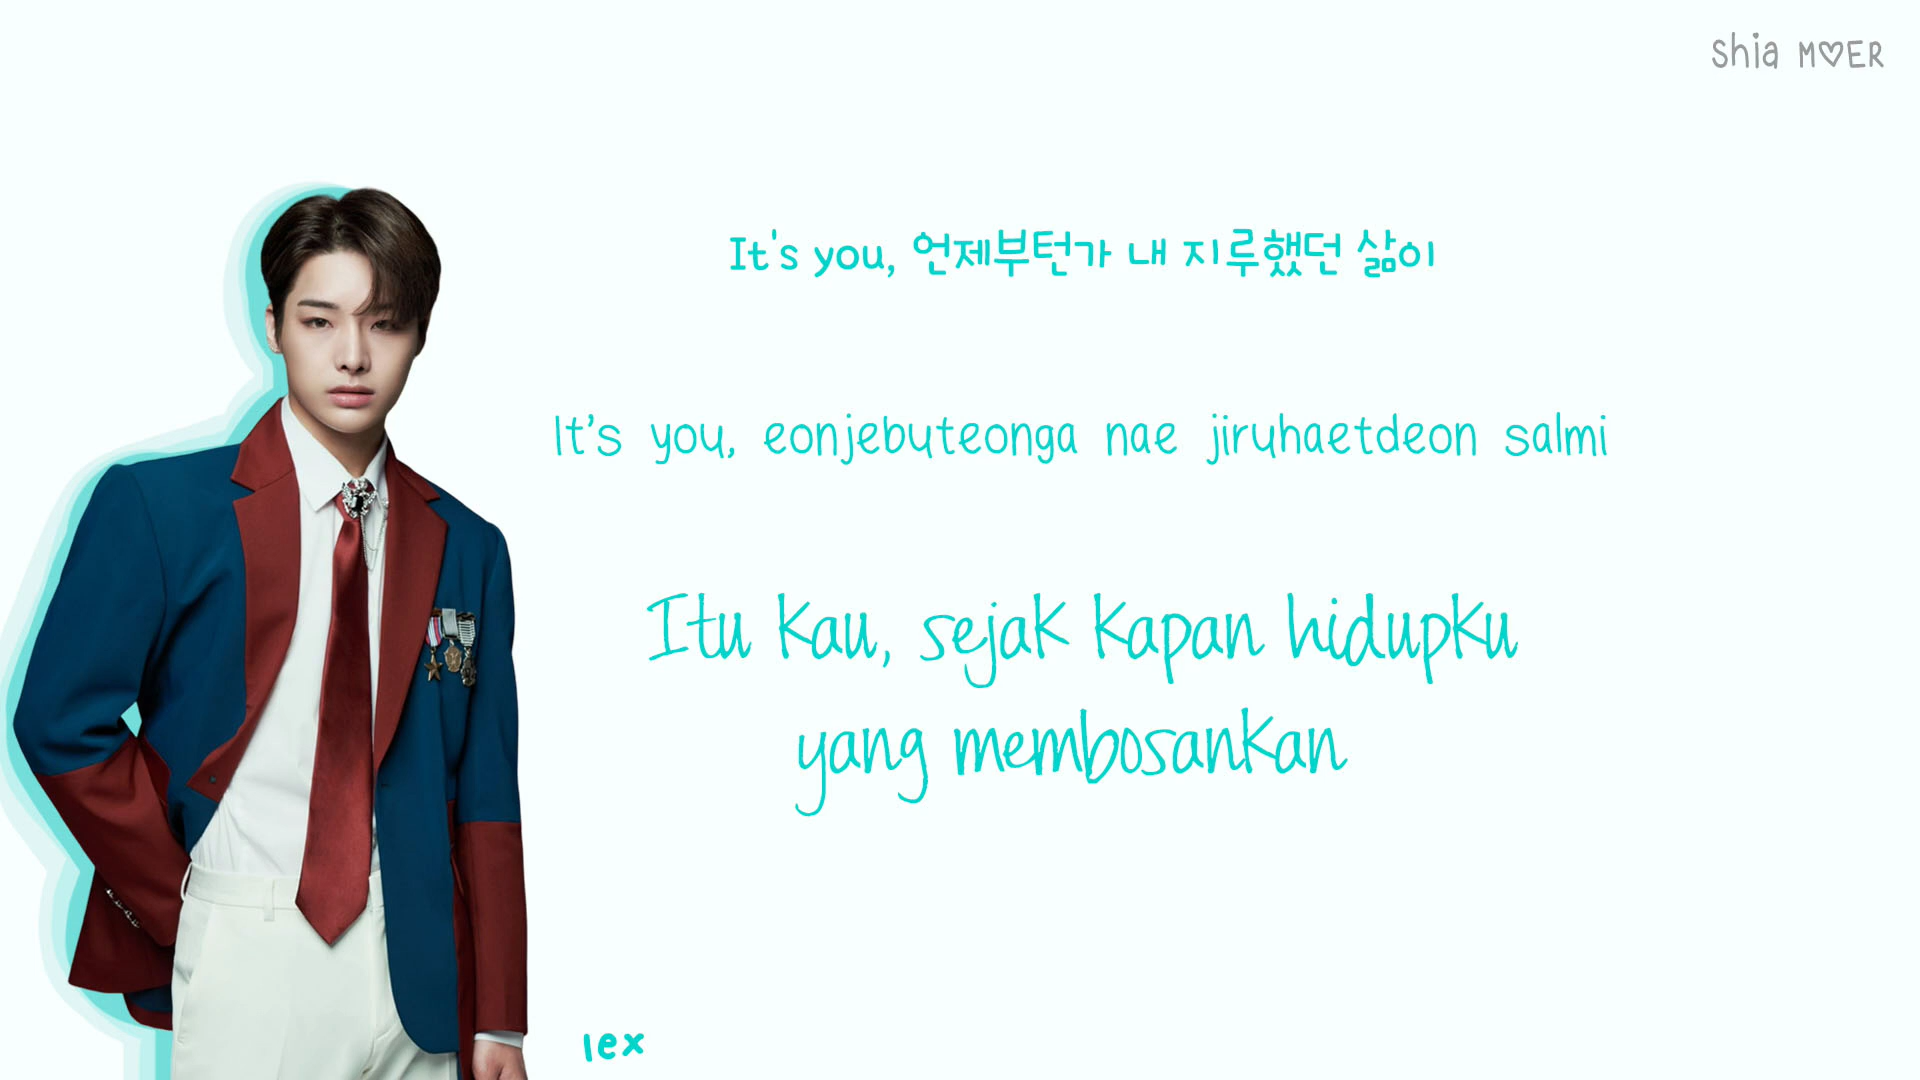 Shia M♡ER
It's you, 언제부턴가 내 지루했던 삶이
It's you, eonjebuteonga nae jiruhaetdeon salmi
Itu kau, sejak kapan hidupku
yang membosankan
lex